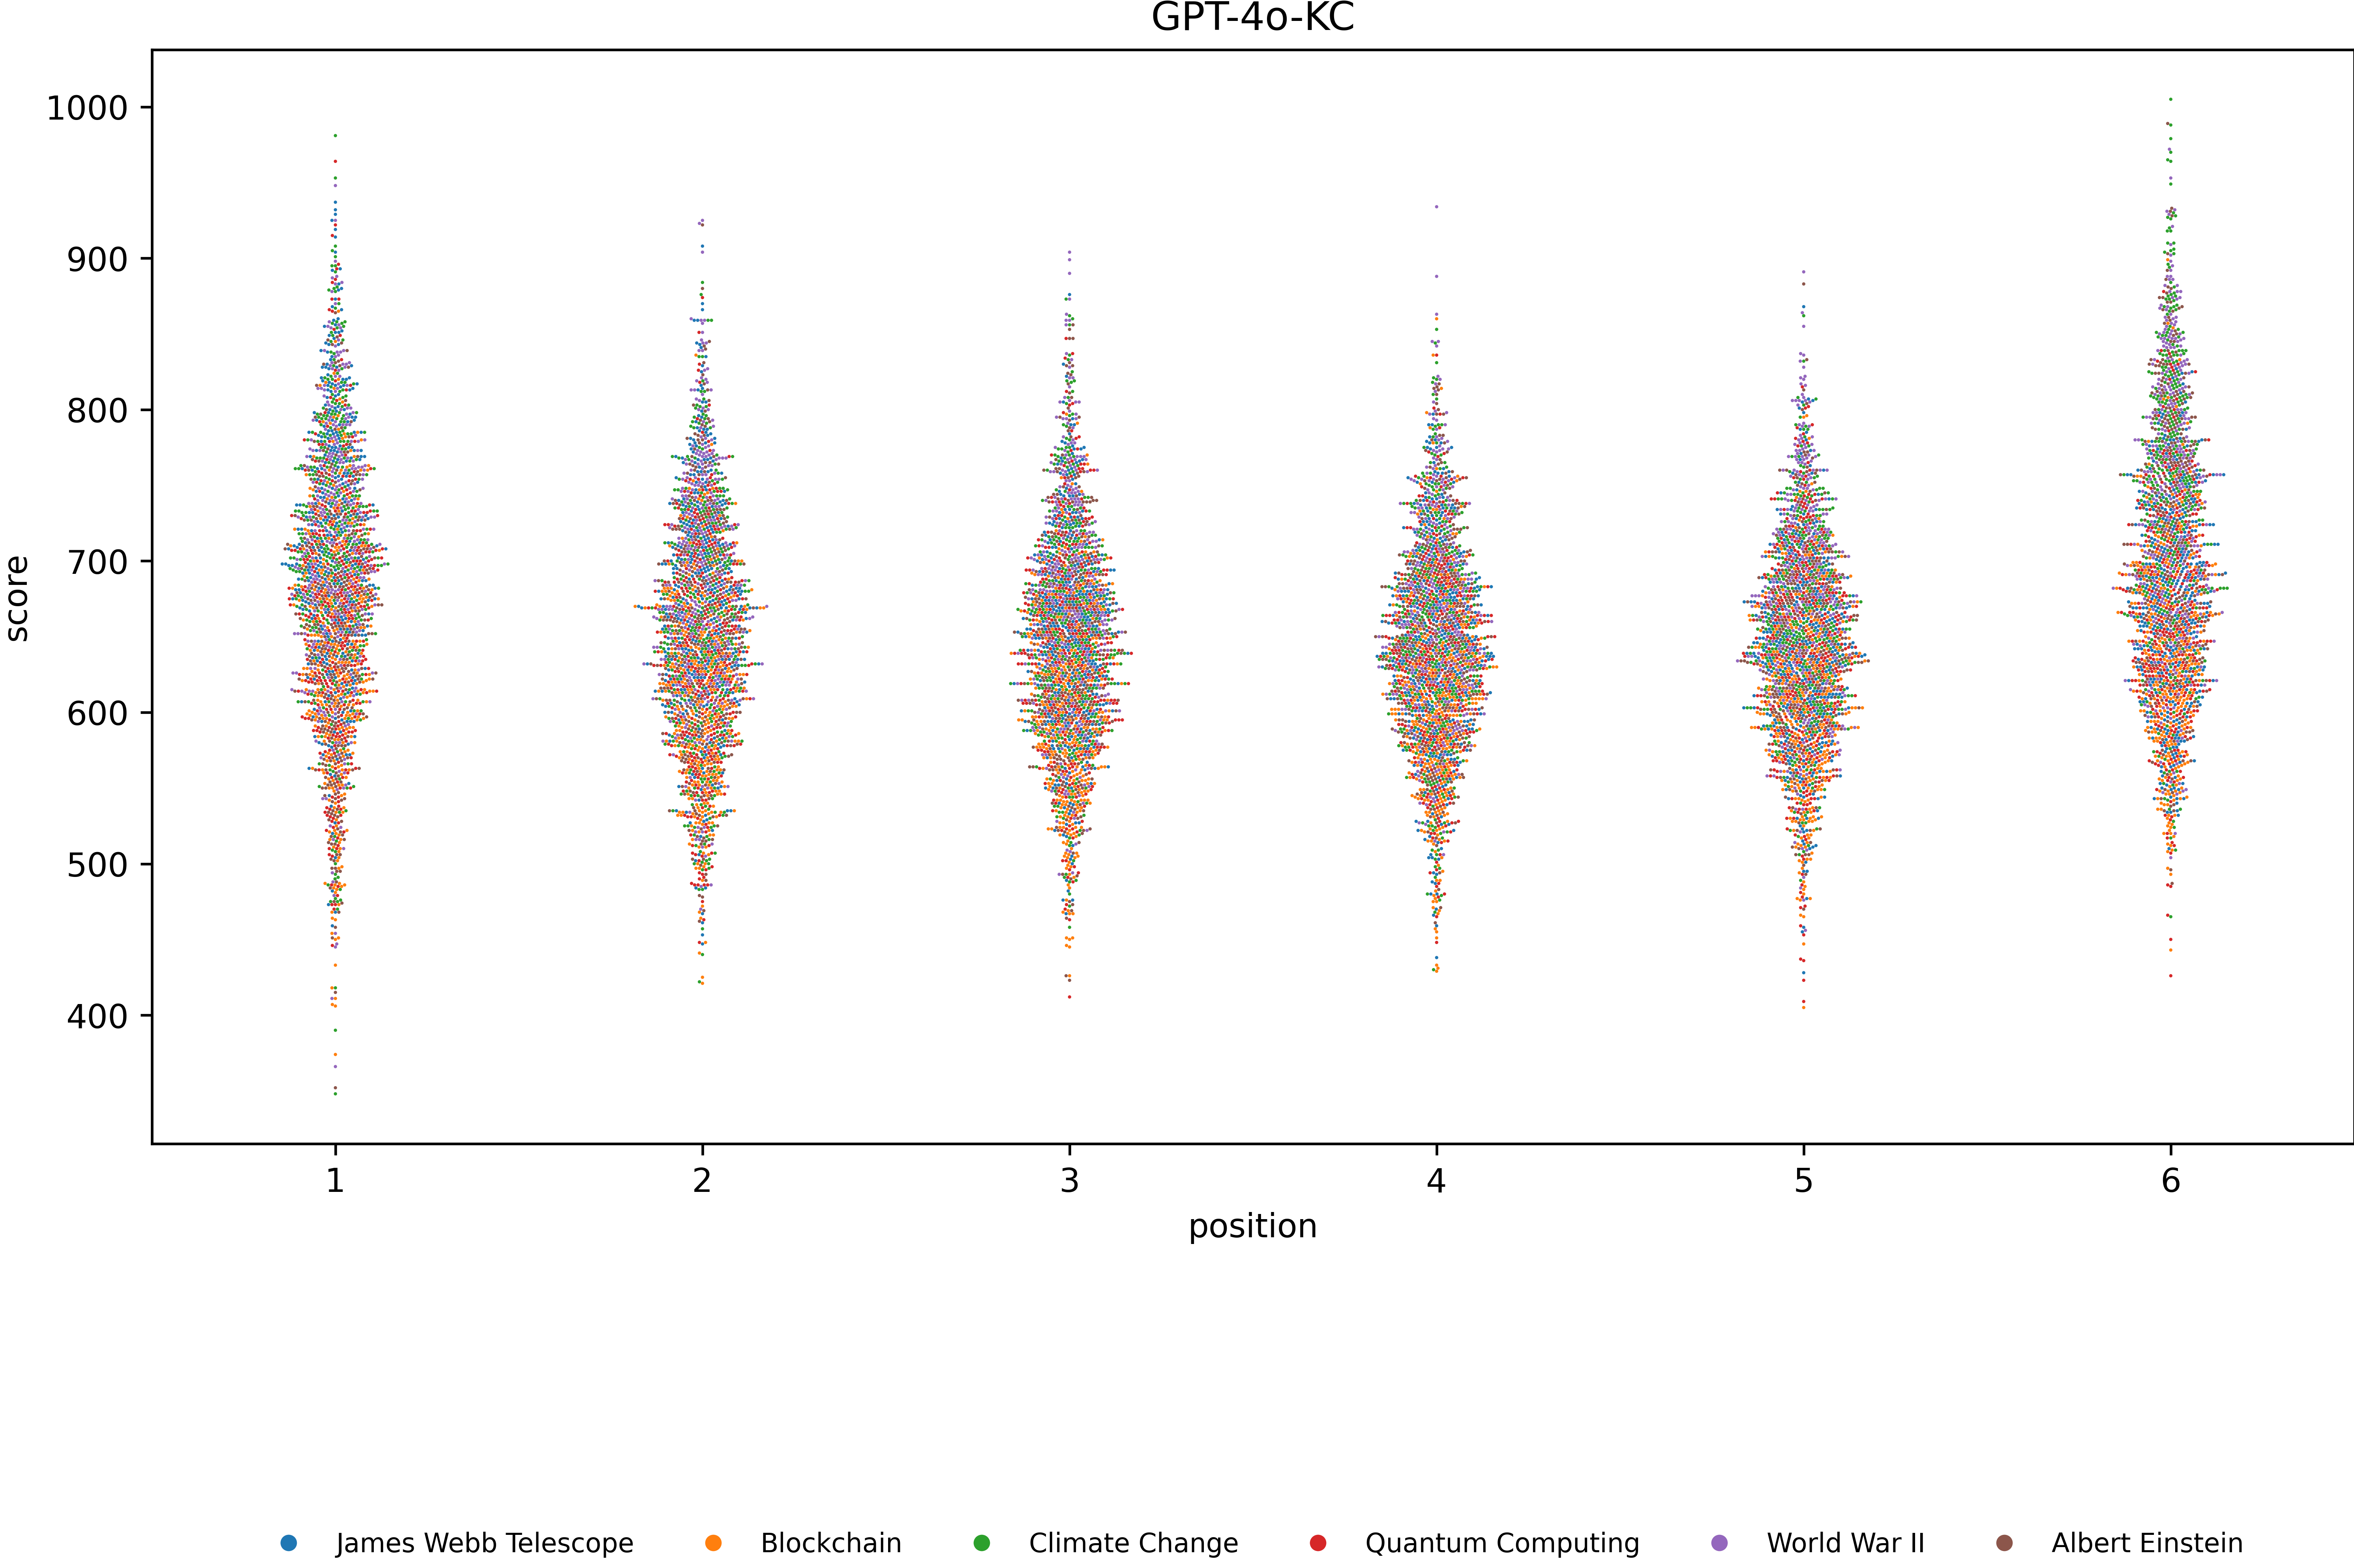 GPT-4o-KC
1000
900
800
700
600
500
400
score
1 2 3 4 5 6
position
James Webb Telescope Blockchain Climate Change Quantum Computing World War II Albert Einstein